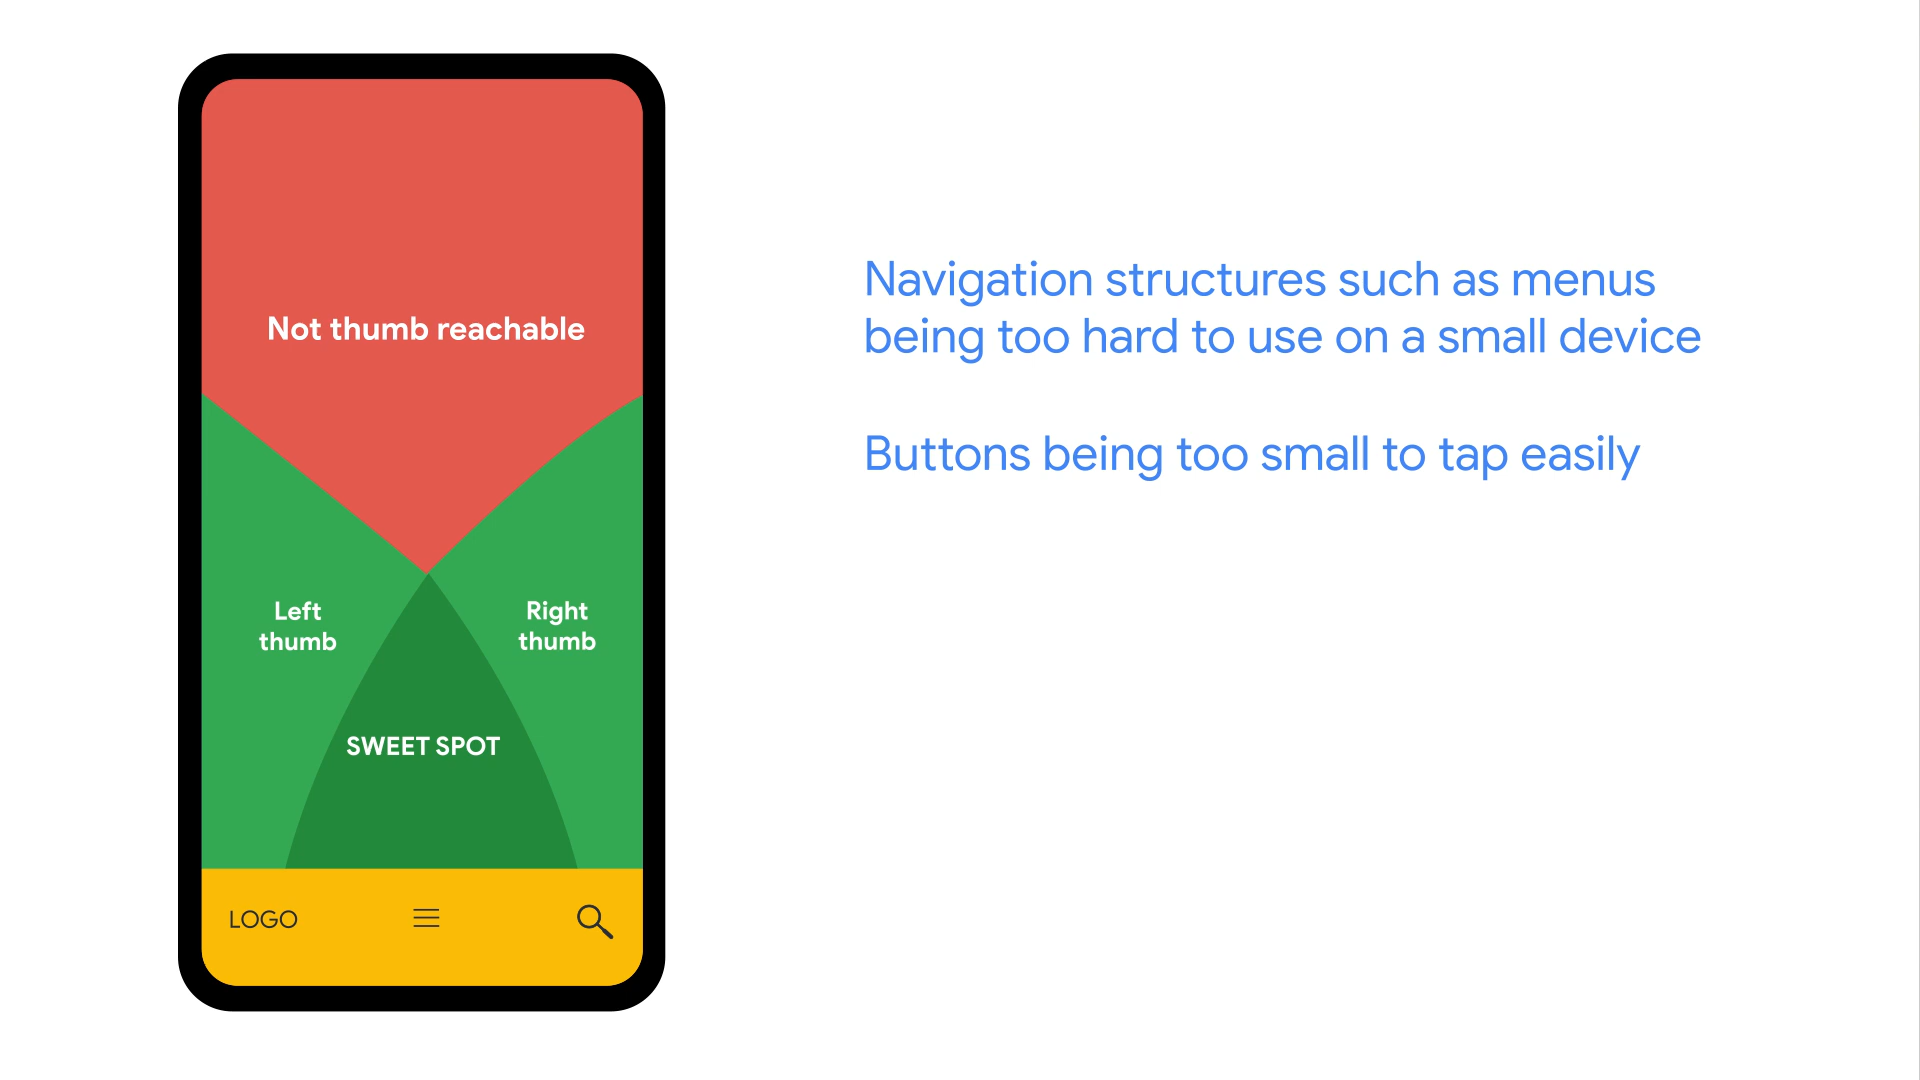 Not thumb reachable
Left
thumb
Right
thumb
SWEET SPOT
LOGO
Navigation structures such as menus
being too hard to use on a small device
Buttons being too small to tap easily